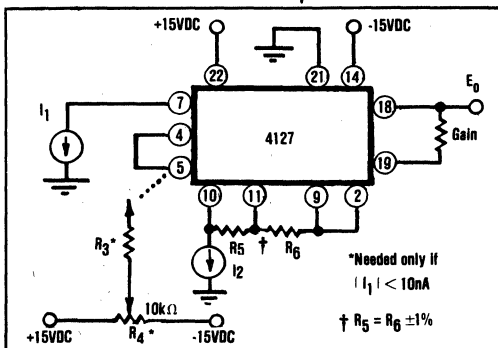 +15VDC
-15VDC
22
21
14
E₀
I₁
7
18
4
4127
Gain
5
19
10
11
9
2
R₅
†
R₆
R₃*
I₂
*Needed only if
| I₁ | < 10nA
10kΩ
+15VDC
R₄*
-15VDC
† R₅ = R₆ ±1%